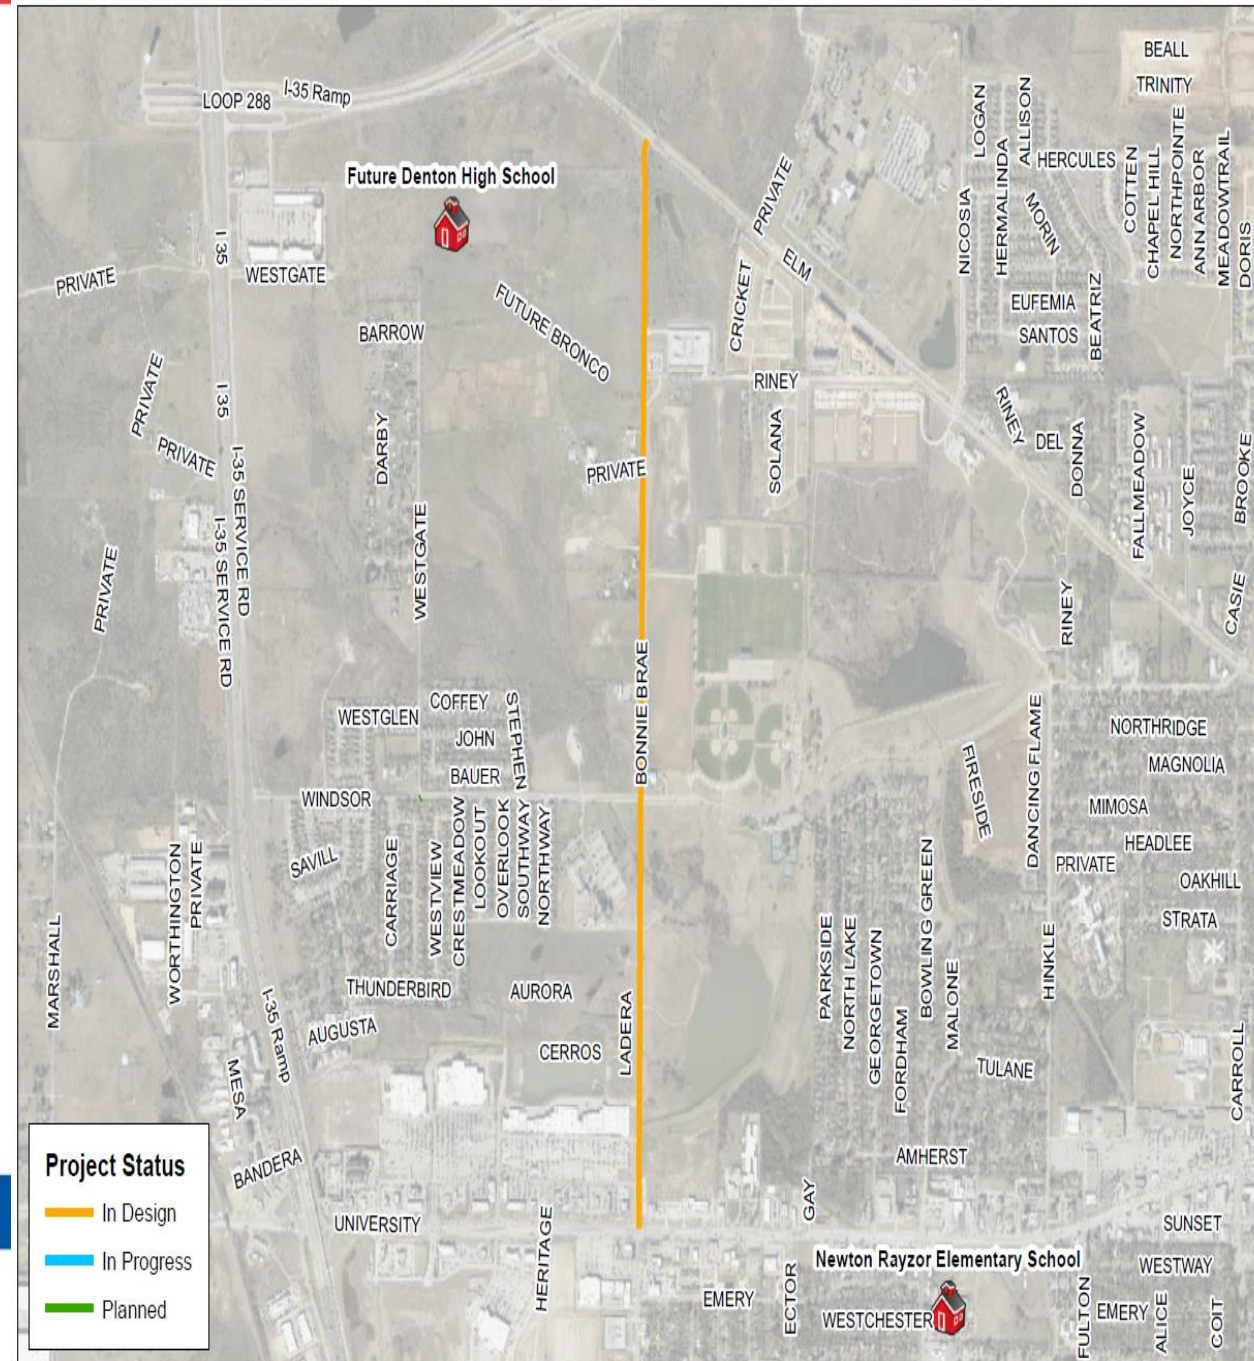 BEALL
TRINITY
I-35 Ramp
LOOP 288
LOGAN
ALLISON
HERCULES
HERMALINDA
COTTEN
CHAPEL HILL
NORTHPOINTE
ANN ARBOR
MEADOWTRAIL
DORIS
Future Denton High School
PRIVATE
NICOSIA
MORIN
I 35
ELM
PRIVATE
WESTGATE
CRICKET
EUFEMIA
BEATRIZ
SANTOS
FUTURE BRONCO
BARROW
PRIVATE
I 35
RINEY
RINEY
DEL
DONNA
FALLMEADOW
JOYCE
BROOKE
DARBY
SOLANA
PRIVATE
PRIVATE
I-35 SERVICE RD
I-35 SERVICE RD
WESTGATE
PRIVATE
RINEY
CASIE
BONNIE BRAE
COFFEY
STEPHEN
WESTGLEN
JOHN
BAUER
DANCING FLAME
NORTHRIDGE
MAGNOLIA
FIRESIDE
WINDSOR
MIMOSA
HEADLEE
SAVILL
CARRIAGE
WESTVIEW
CRESTMEADOW
LOOKOUT
OVERLOOK
SOUTHWAY
NORTHWAY
PRIVATE
OAKHILL
STRATA
WORTHINGTON
PRIVATE
MARSHALL
PARKSIDE
NORTH LAKE
GEORGETOWN
FORDHAM
BOWLING GREEN
MALONE
HINKLE
THUNDERBIRD
AURORA
LADERA
I-35 Ramp
AUGUSTA
CERROS
TULANE
MESA
CARROLL
BANDERA
AMHERST
GAY
UNIVERSITY
HERITAGE
SUNSET
Newton Rayzor Elementary School
WESTWAY
EMERY
ECTOR
WESTCHESTER
FULTON
EMERY
ALICE
COIT
Project Status
In Design
In Progress
Planned